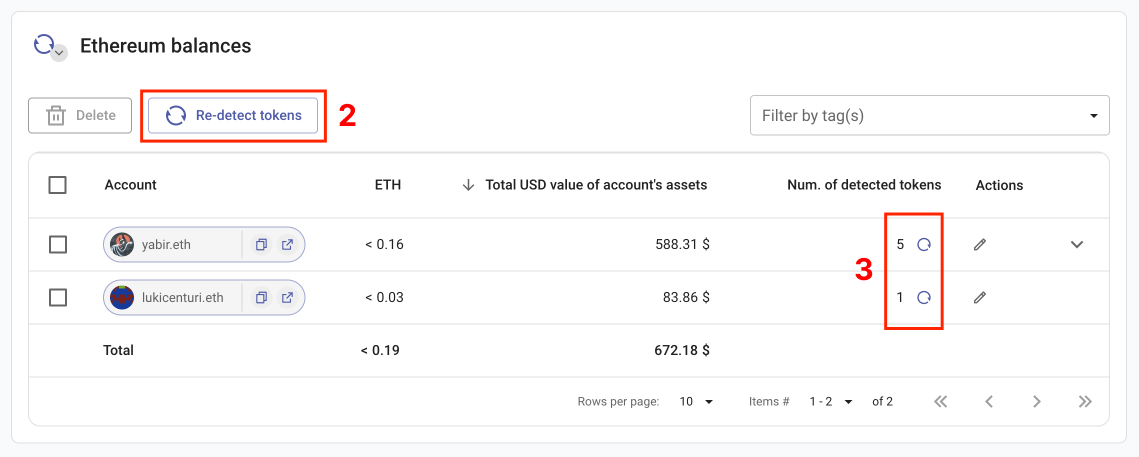 Ethereum balances
Delete Re-detect tokens 2 Filter by tag(s)
Account ETH Total USD value of account's assets Num. of detected tokens Actions
yabir.eth < 0.16 588.31 $ 5
3
lukicenturi.eth < 0.03 83.86 $ 1
Total < 0.19 672.18 $
Rows per page: 10 Items # 1 - 2 of 2